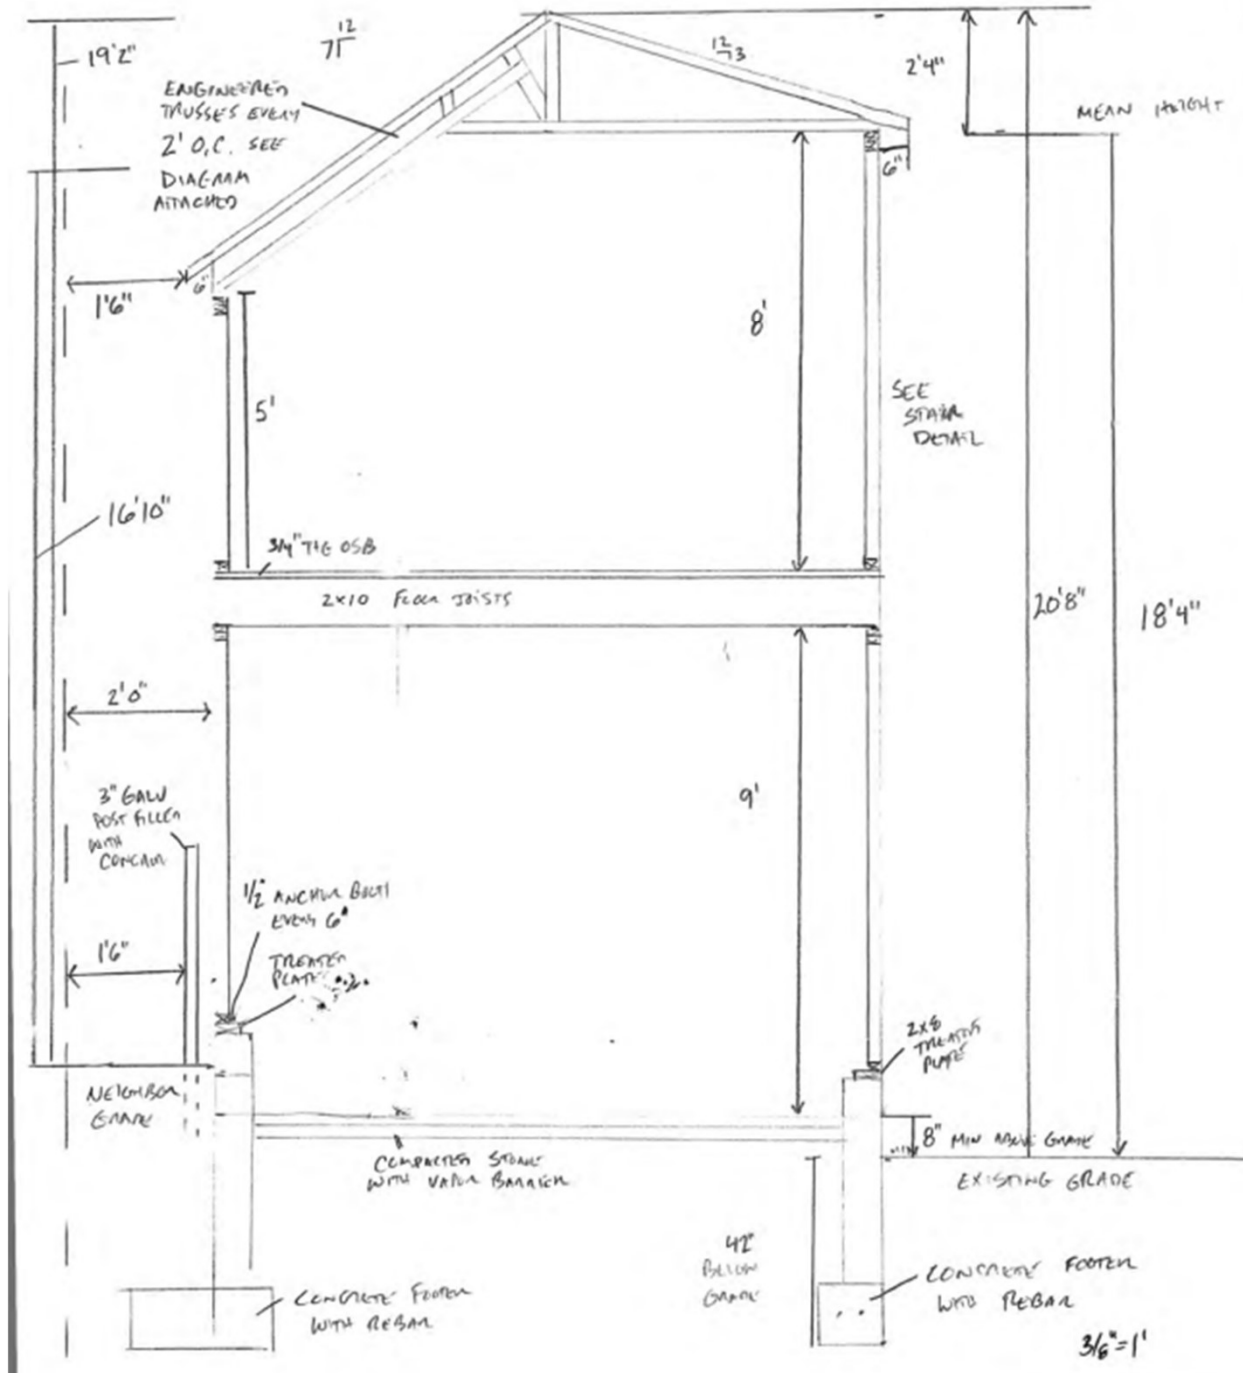 19'2"
7 12
12 3
2'4"
MEAN HEIGHT
ENGINEERED
TRUSSES EVERY
2' O.C. SEE
DIAGRAM
ATTACHED
6"
6"
1'6"
8'
5'
SEE
STAIR
DETAIL
16'10"
3/4" T+G OSB
2x10 FLOOR JOISTS
20'8"
18'4"
2'0"
9'
3" GALV
POST FILLED
WITH
CONCRETE
1/2" ANCHOR BOLT
EVERY 6"
1'6"
TREATED
PLATE
2x8
TREATED
PLATE
NEIGHBOR
GRADE
8" MIN ABOVE GRADE
COMPACTED STONE
WITH VAPOR BARRIER
EXISTING GRADE
42"
BELOW
GRADE
CONCRETE FOOTER
WITH REBAR
CONCRETE FOOTER
WITH REBAR
3/8"=1'